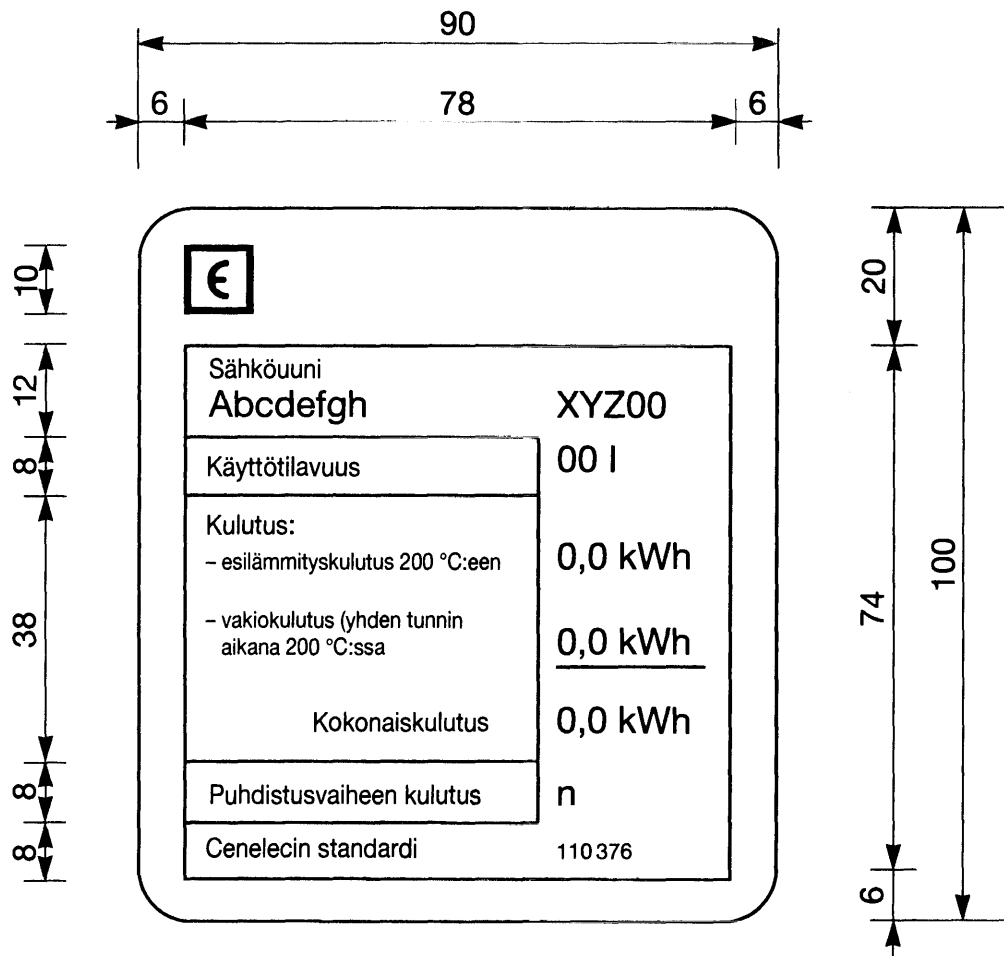 90
6 78 6
10
20
12
8
38
8
8
74
100
6
Є
Sähköuuni
Abcdefgh XYZ00
Käyttötilavuus 00 l
Kulutus:
– esilämmityskulutus 200 °C:een 0,0 kWh
– vakiokulutus (yhden tunnin
aikana 200 °C:ssa 0,0 kWh
Kokonaiskulutus 0,0 kWh
Puhdistusvaiheen kulutus n
Cenelecin standardi 110 376